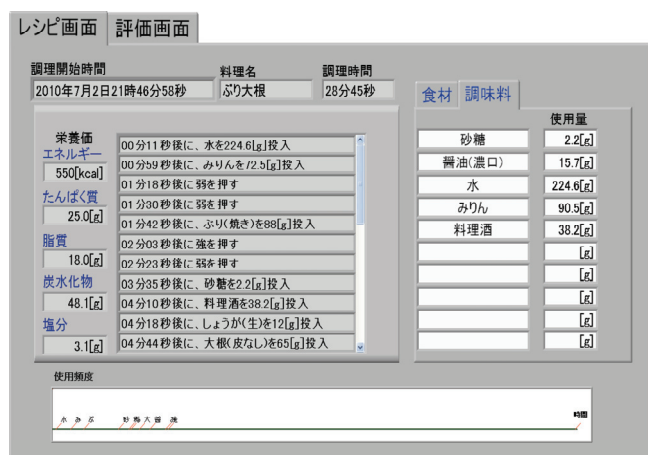 レシピ画面 評価画面
調理開始時間 料理名 調理時間
2010年7月2日21時46分58秒 ぶり大根 28分45秒
食材 調味料
使用量
栄養価
エネルギー
550[kcal]
たんぱく質
25.0[g]
脂質
18.0[g]
炭水化物
48.1[g]
塩分
3.1[g]
00分11秒後に、水を224.6[g]投入
00分59秒後に、みりんを72.5[g]投入
01分18秒後に弱を押す
01分30秒後に弱を押す
01分42秒後に、ぶり(焼き)を88[g]投入
02分03秒後に強を押す
02分23秒後に弱を押す
03分35秒後に、砂糖を2.2[g]投入
04分10秒後に、料理酒を38.2[g]投入
04分18秒後に、しょうが(生)を12[g]投入
04分44秒後に、大根(皮なし)を65[g]投入
砂糖 2.2[g]
醤油(濃口) 15.7[g]
水 224.6[g]
みりん 90.5[g]
料理酒 38.2[g]
[g]
[g]
[g]
[g]
[g]
使用頻度
水 み ぶ 時間